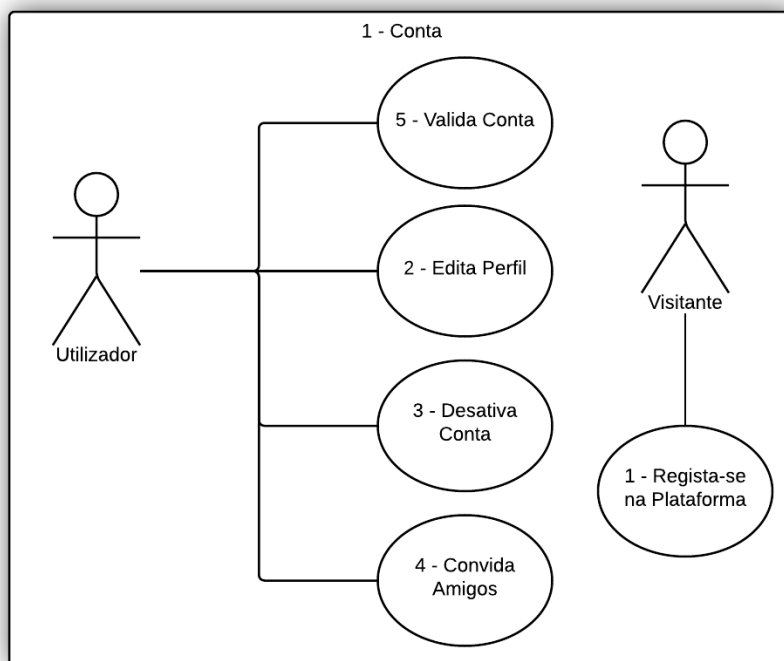 1 - Conta
5 - Valida Conta
2 - Edita Perfil
3 - Desativa
Conta
4 - Convida
Amigos
Utilizador
Visitante
1 - Regista-se
na Plataforma